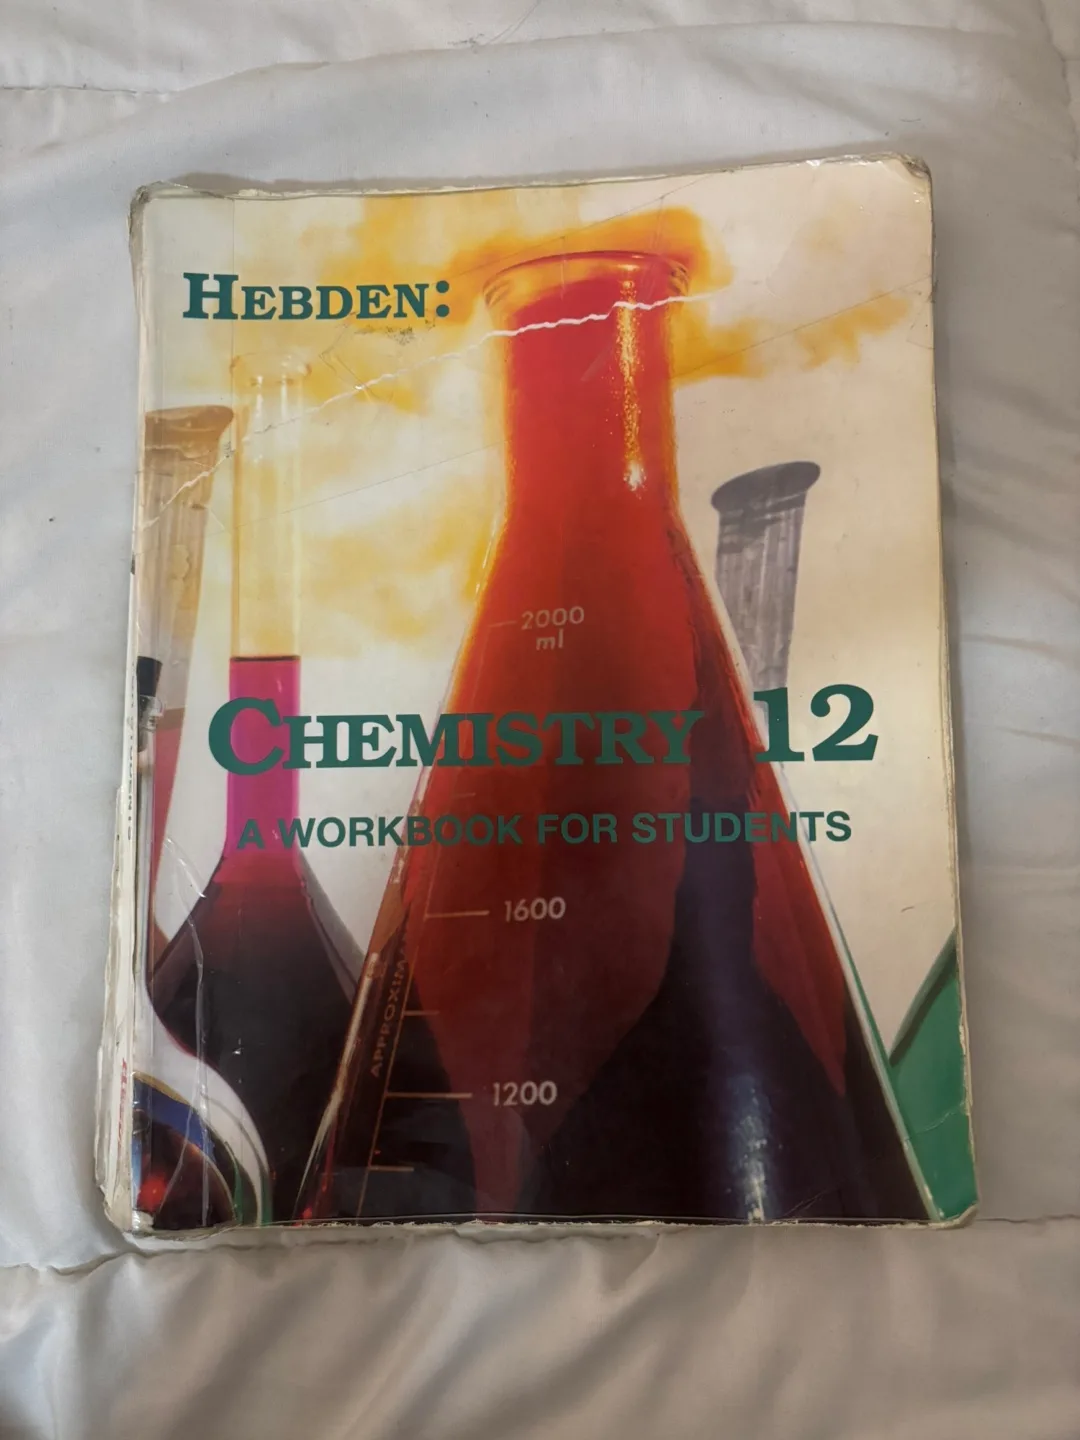 HEBDEN:
2000
ml
CHEMISTRY 12
A WORKBOOK FOR STUDENTS
1600
1200